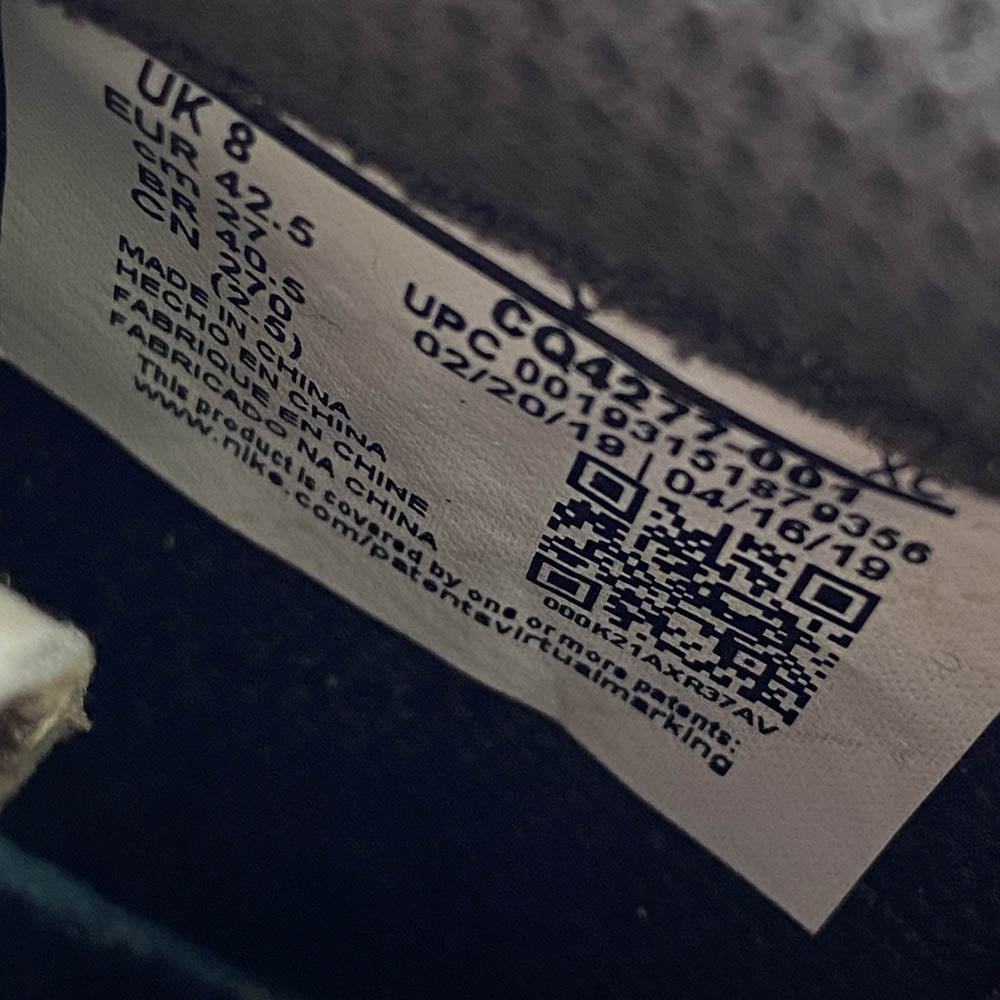 UK 8
EUR 42.5
cm 27
BR 40.5
CN 270
(2.5)
MADE IN CHINA
HECHO EN CHINA
FABRIQUE EN CHINE
FABRICADO NA CHINA
This product is covered by one or more patents:
www.nike.com/patentsvirtualmarking
XC
CQ4277-001
UPC 00193151879356
02/20/19 | 04/16/19
000K21AXR37AV